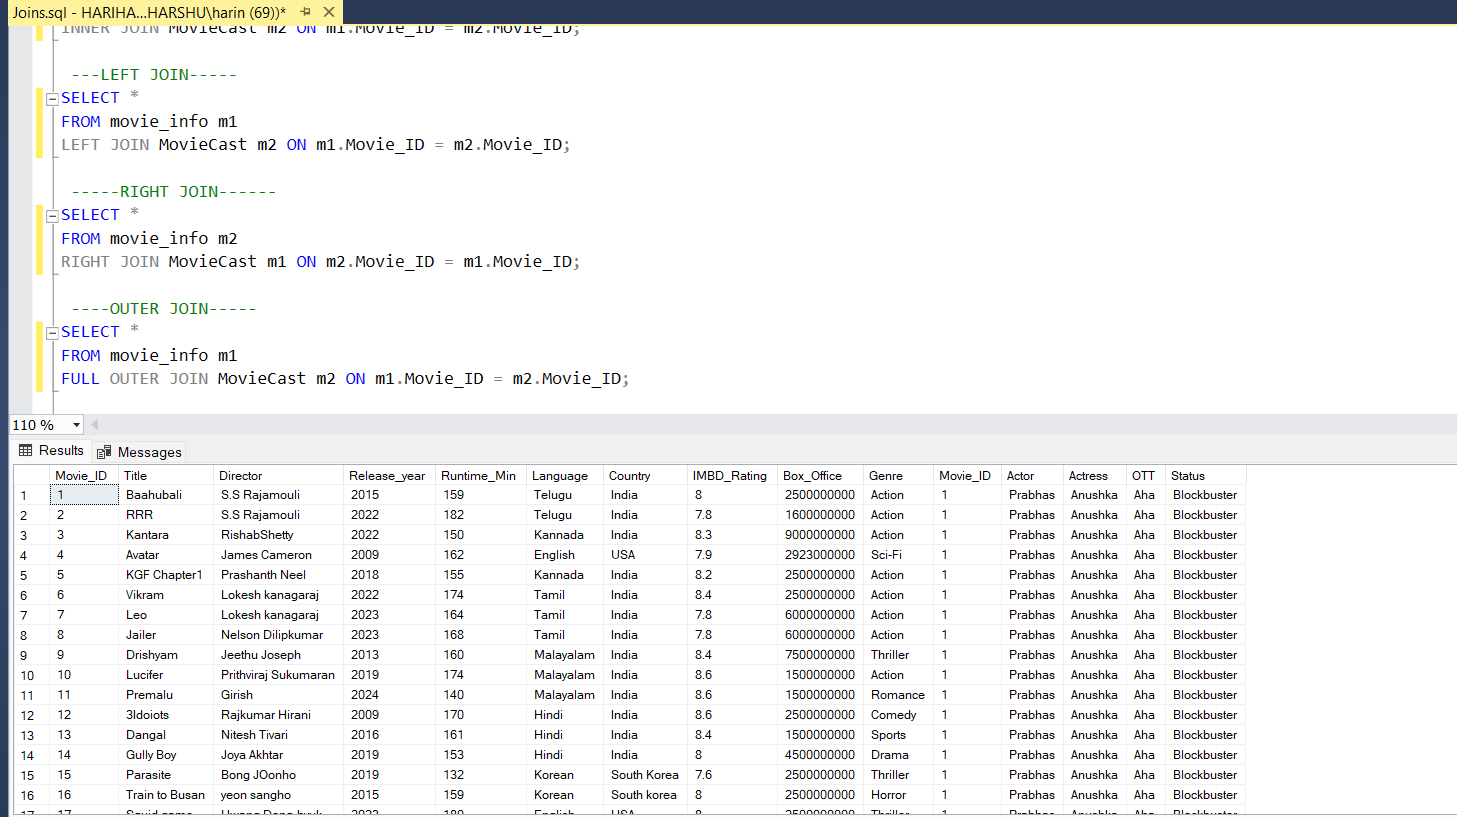 Joins.sql - HARIHA...HARSHU\harin (69))*
INNER JOIN MovieCast m2 ON m1.Movie_ID = m2.Movie_ID;
---LEFT JOIN-----
SELECT *
FROM movie_info m1
LEFT JOIN MovieCast m2 ON m1.Movie_ID = m2.Movie_ID;
-----RIGHT JOIN------
SELECT *
FROM movie_info m2
RIGHT JOIN MovieCast m1 ON m2.Movie_ID = m1.Movie_ID;
----OUTER JOIN-----
SELECT *
FROM movie_info m1
FULL OUTER JOIN MovieCast m2 ON m1.Movie_ID = m2.Movie_ID;
110 %
Results Messages
Movie_ID Title Director Release_year Runtime_Min Language Country IMBD_Rating Box_Office Genre Movie_ID Actor Actress OTT Status
1 1 Baahubali S.S Rajamouli 2015 159 Telugu India 8 2500000000 Action 1 Prabhas Anushka Aha Blockbuster
2 2 RRR S.S Rajamouli 2022 182 Telugu India 7.8 1600000000 Action 1 Prabhas Anushka Aha Blockbuster
3 3 Kantara RishabShetty 2022 150 Kannada India 8.3 9000000000 Action 1 Prabhas Anushka Aha Blockbuster
4 4 Avatar James Cameron 2009 162 English USA 7.9 2923000000 Sci-Fi 1 Prabhas Anushka Aha Blockbuster
5 5 KGF Chapter1 Prashanth Neel 2018 155 Kannada India 8.2 2500000000 Action 1 Prabhas Anushka Aha Blockbuster
6 6 Vikram Lokesh kanagaraj 2022 174 Tamil India 8.4 2500000000 Action 1 Prabhas Anushka Aha Blockbuster
7 7 Leo Lokesh kanagaraj 2023 164 Tamil India 7.8 6000000000 Action 1 Prabhas Anushka Aha Blockbuster
8 8 Jailer Nelson Dilipkumar 2023 168 Tamil India 7.8 6000000000 Action 1 Prabhas Anushka Aha Blockbuster
9 9 Drishyam Jeethu Joseph 2013 160 Malayalam India 8.4 7500000000 Thriller 1 Prabhas Anushka Aha Blockbuster
10 10 Lucifer Prithviraj Sukumaran 2019 174 Malayalam India 8.6 1500000000 Action 1 Prabhas Anushka Aha Blockbuster
11 11 Premalu Girish 2024 140 Malayalam India 8.6 1500000000 Romance 1 Prabhas Anushka Aha Blockbuster
12 12 3Idoiots Rajkumar Hirani 2009 170 Hindi India 8.6 2500000000 Comedy 1 Prabhas Anushka Aha Blockbuster
13 13 Dangal Nitesh Tivari 2016 161 Hindi India 8.4 1500000000 Sports 1 Prabhas Anushka Aha Blockbuster
14 14 Gully Boy Joya Akhtar 2019 153 Hindi India 8 4500000000 Drama 1 Prabhas Anushka Aha Blockbuster
15 15 Parasite Bong JOonho 2019 132 Korean South Korea 7.6 2500000000 Thriller 1 Prabhas Anushka Aha Blockbuster
16 16 Train to Busan yeon sangho 2015 159 Korean South korea 8 2500000000 Horror 1 Prabhas Anushka Aha Blockbuster